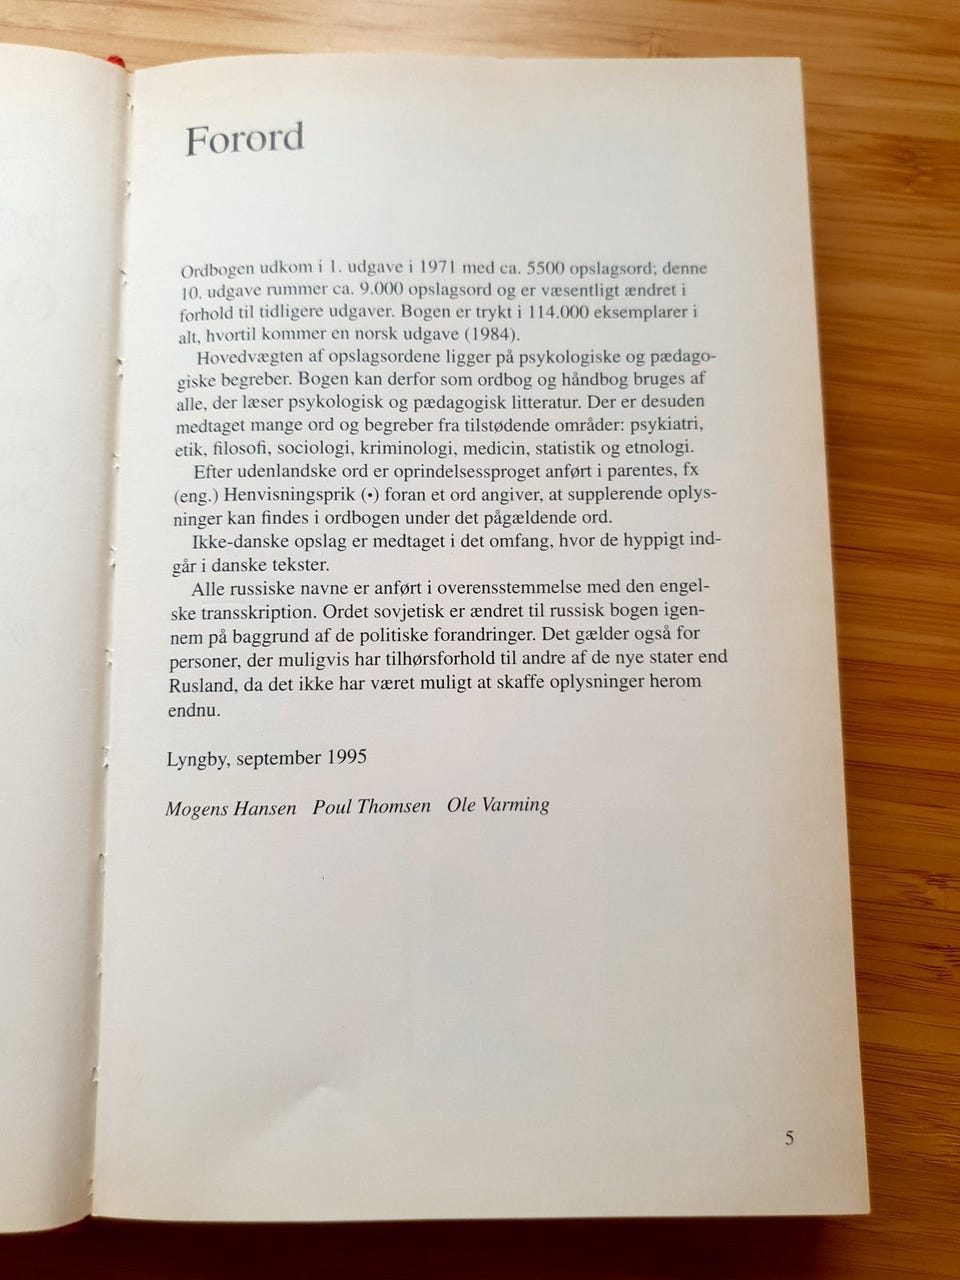 Forord
Ordbogen udkom i 1. udgave i 1971 med ca. 5500 opslagsord; denne
10. udgave rummer ca. 9.000 opslagsord og er væsentligt ændret i
forhold til tidligere udgaver. Bogen er trykt i 114.000 eksemplarer i
alt, hvortil kommer en norsk udgave (1984).
Hovedvægten af opslagsordene ligger på psykologiske og pædago-
giske begreber. Bogen kan derfor som ordbog og håndbog bruges af
alle, der læser psykologisk og pædagogisk litteratur. Der er desuden
medtaget mange ord og begreber fra tilstødende områder: psykiatri,
etik, filosofi, sociologi, kriminologi, medicin, statistik og etnologi.
Efter udenlandske ord er oprindelsessproget anført i parentes, fx
(eng.) Henvisningsprik (•) foran et ord angiver, at supplerende oplys-
ninger kan findes i ordbogen under det pågældende ord.
Ikke-danske opslag er medtaget i det omfang, hvor de hyppigt ind-
går i danske tekster.
Alle russiske navne er anført i overensstemmelse med den engel-
ske transskription. Ordet sovjetisk er ændret til russisk bogen igen-
nem på baggrund af de politiske forandringer. Det gælder også for
personer, der muligvis har tilhørsforhold til andre af de nye stater end
Rusland, da det ikke har været muligt at skaffe oplysninger herom
endnu.
Lyngby, september 1995
Mogens Hansen Poul Thomsen Ole Varming
5